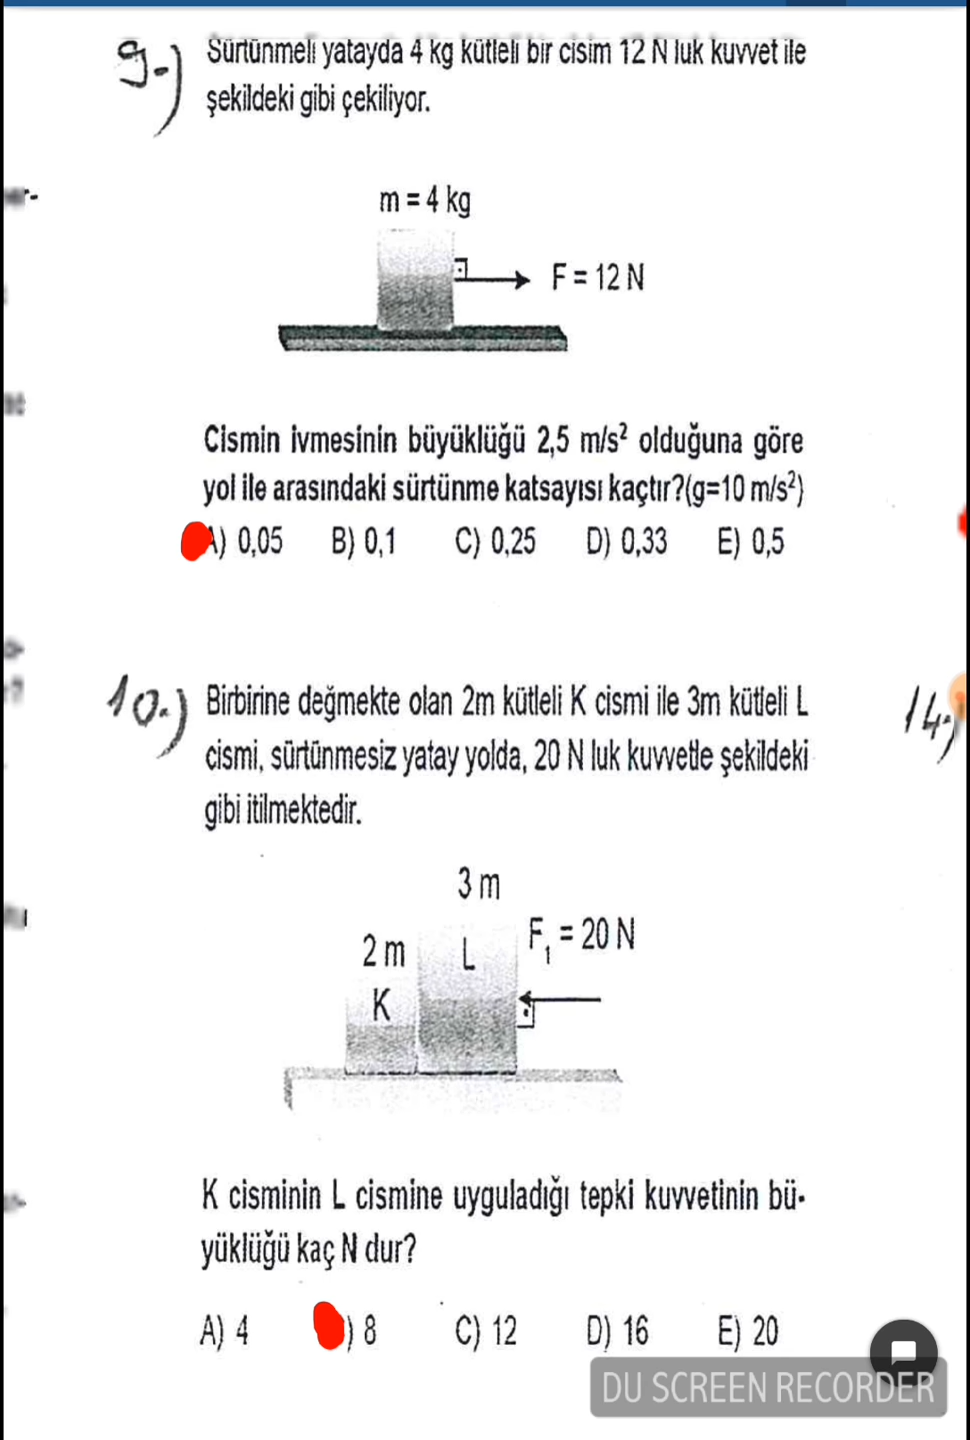 9-)
Sürtünmeli yatayda 4 kg kütleli bir cisim 12 N luk kuvvet ile
şekildeki gibi çekiliyor.
m = 4 kg
F = 12 N
Cismin ivmesinin büyüklüğü 2,5 m/s² olduğuna göre
yol ile arasındaki sürtünme katsayısı kaçtır?(g=10 m/s²)
A) 0,05 B) 0,1 C) 0,25 D) 0,33 E) 0,5
10.)
Birbirine değmekte olan 2m kütleli K cismi ile 3m kütleli L
cismi, sürtünmesiz yatay yolda, 20 N luk kuvvetle şekildeki
gibi itilmektedir.
14.)
3 m
F₁ = 20 N
2 m
L
K
K cisminin L cismine uyguladığı tepki kuvvetinin bü-
yüklüğü kaç N dur?
A) 4 ) 8 C) 12 D) 16 E) 20
DU SCREEN RECORDER